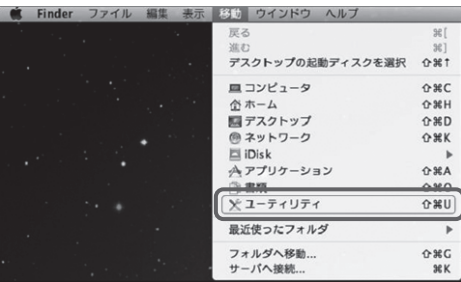 Finder ファイル 編集 表示 移動 ウインドウ ヘルプ
戻る ⌘[
進む ⌘]
デスクトップの起動ディスクを選択 ⇧⌘↑
コンピュータ ⇧⌘C
ホーム ⇧⌘H
デスクトップ ⇧⌘D
ネットワーク ⇧⌘K
iDisk ▶
アプリケーション ⇧⌘A
書類 ⇧⌘O
ユーティリティ ⇧⌘U
最近使ったフォルダ ▶
フォルダへ移動... ⇧⌘G
サーバへ接続... ⌘K